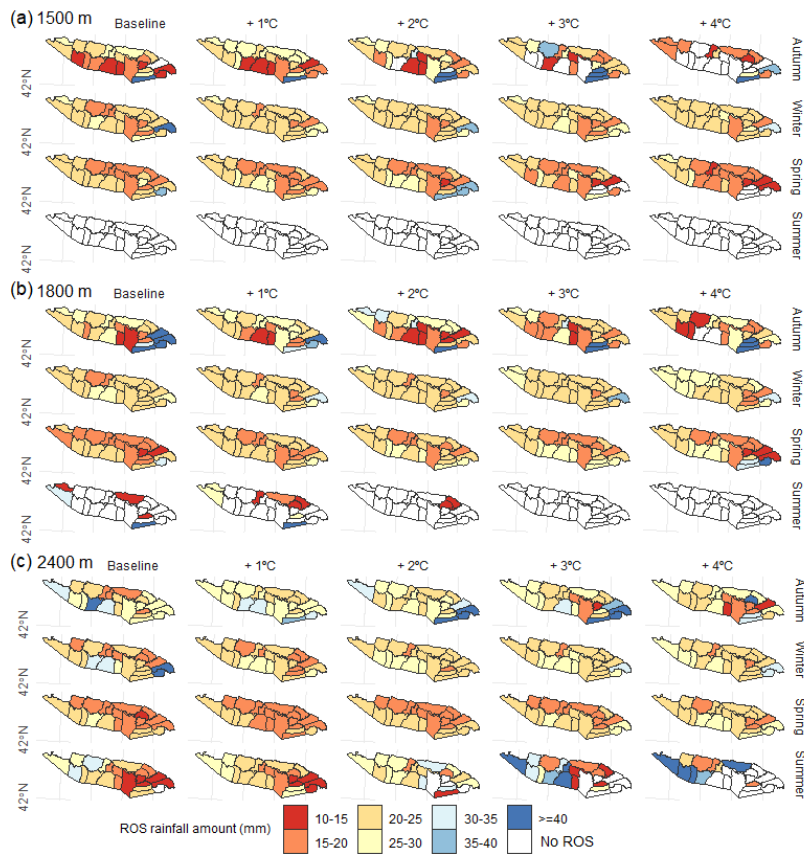 (a) 1500 m
Baseline + 1ºC + 2ºC + 3ºC + 4ºC
42ºN Autumn
42ºN Winter
42ºN Spring
42ºN Summer
(b) 1800 m
Baseline + 1ºC + 2ºC + 3ºC + 4ºC
42ºN Autumn
42ºN Winter
42ºN Spring
42ºN Summer
(c) 2400 m
Baseline + 1ºC + 2ºC + 3ºC + 4ºC
42ºN Autumn
42ºN Winter
42ºN Spring
42ºN Summer
ROS rainfall amount (mm)
10-15 20-25 30-35 >=40
15-20 25-30 35-40 No ROS